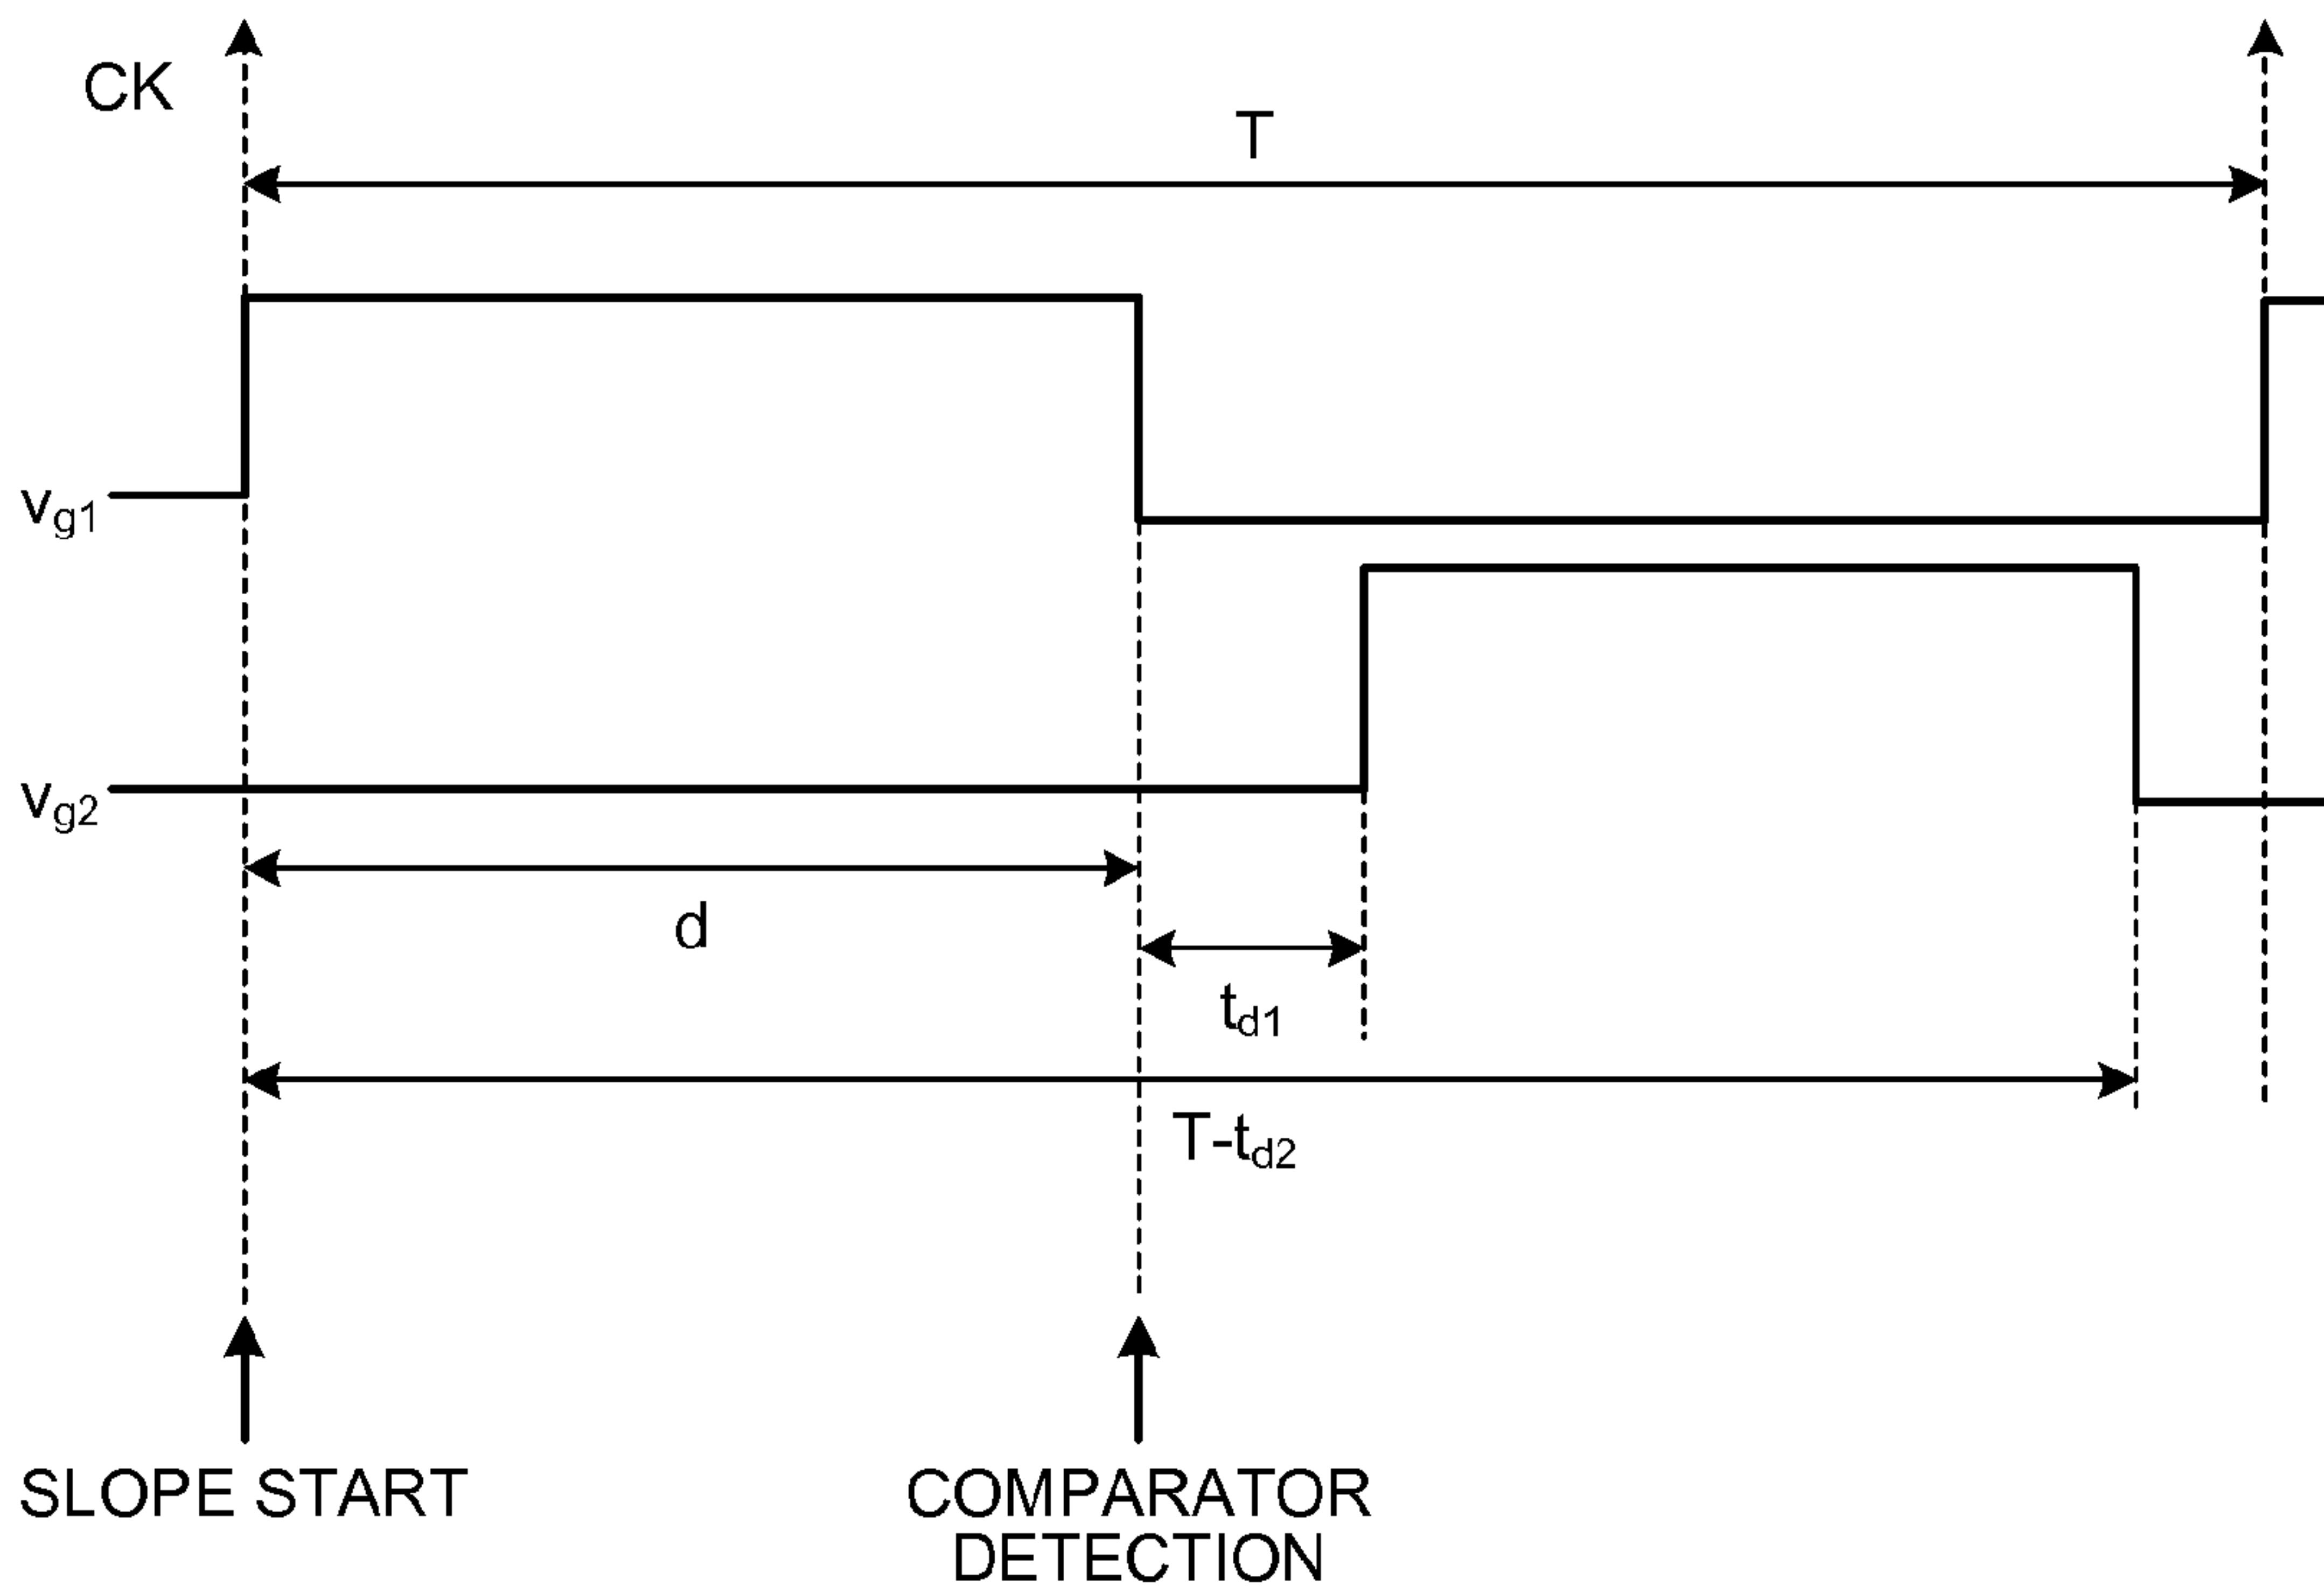 CK
T
vg1
vg2
d
td1
T-td2
SLOPE START
COMPARATOR
DETECTION